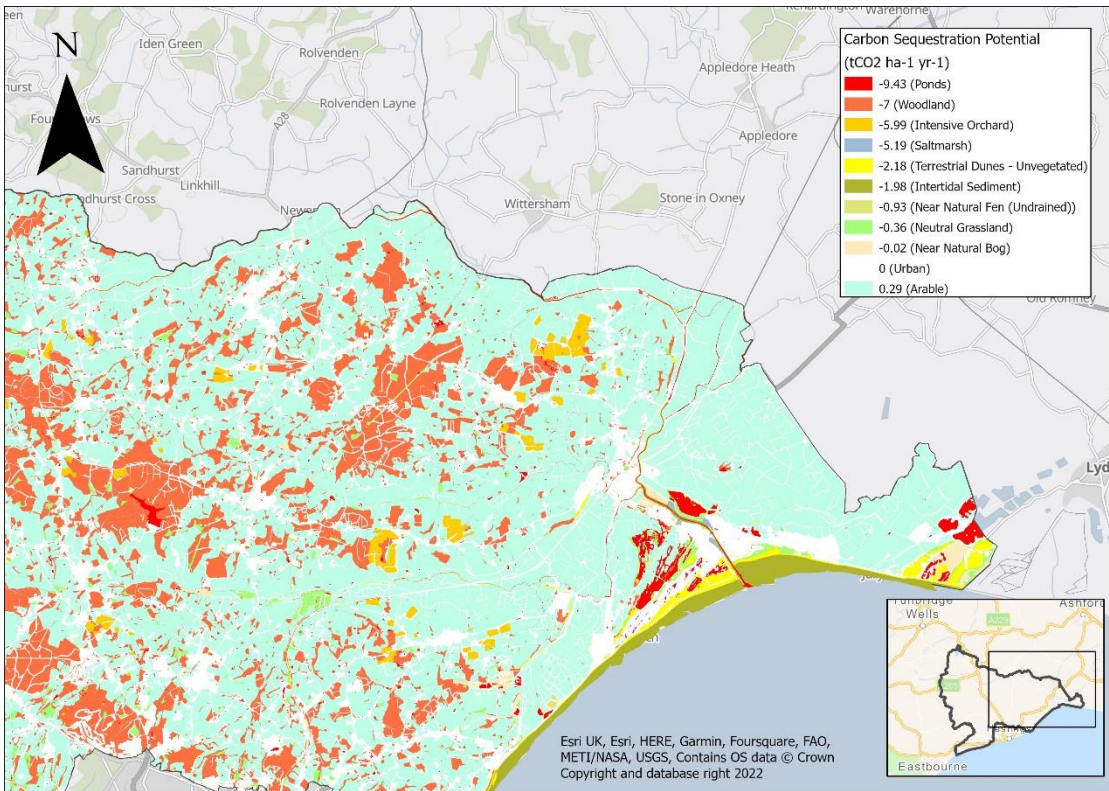 Warehorne
Iden Green
Rolvenden
Appledore Heath
Rolvenden Layne
A28
Appledore
Sandhurst
Linkhill
Stone in Oxney
Wittersham
Old Romney
N
Carbon Sequestration Potential
(tCO2 ha-1 yr-1)
-9.43 (Ponds)
-7 (Woodland)
-5.99 (Intensive Orchard)
-5.19 (Saltmarsh)
-2.18 (Terrestrial Dunes - Unvegetated)
-1.98 (Intertidal Sediment)
-0.93 (Near Natural Fen (Undrained))
-0.36 (Neutral Grassland)
-0.02 (Near Natural Bog)
0 (Urban)
0.29 (Arable)
Esri UK, Esri, HERE, Garmin, Foursquare, FAO,
METI/NASA, USGS, Contains OS data © Crown
Copyright and database right 2022
Wells
Eastbourne